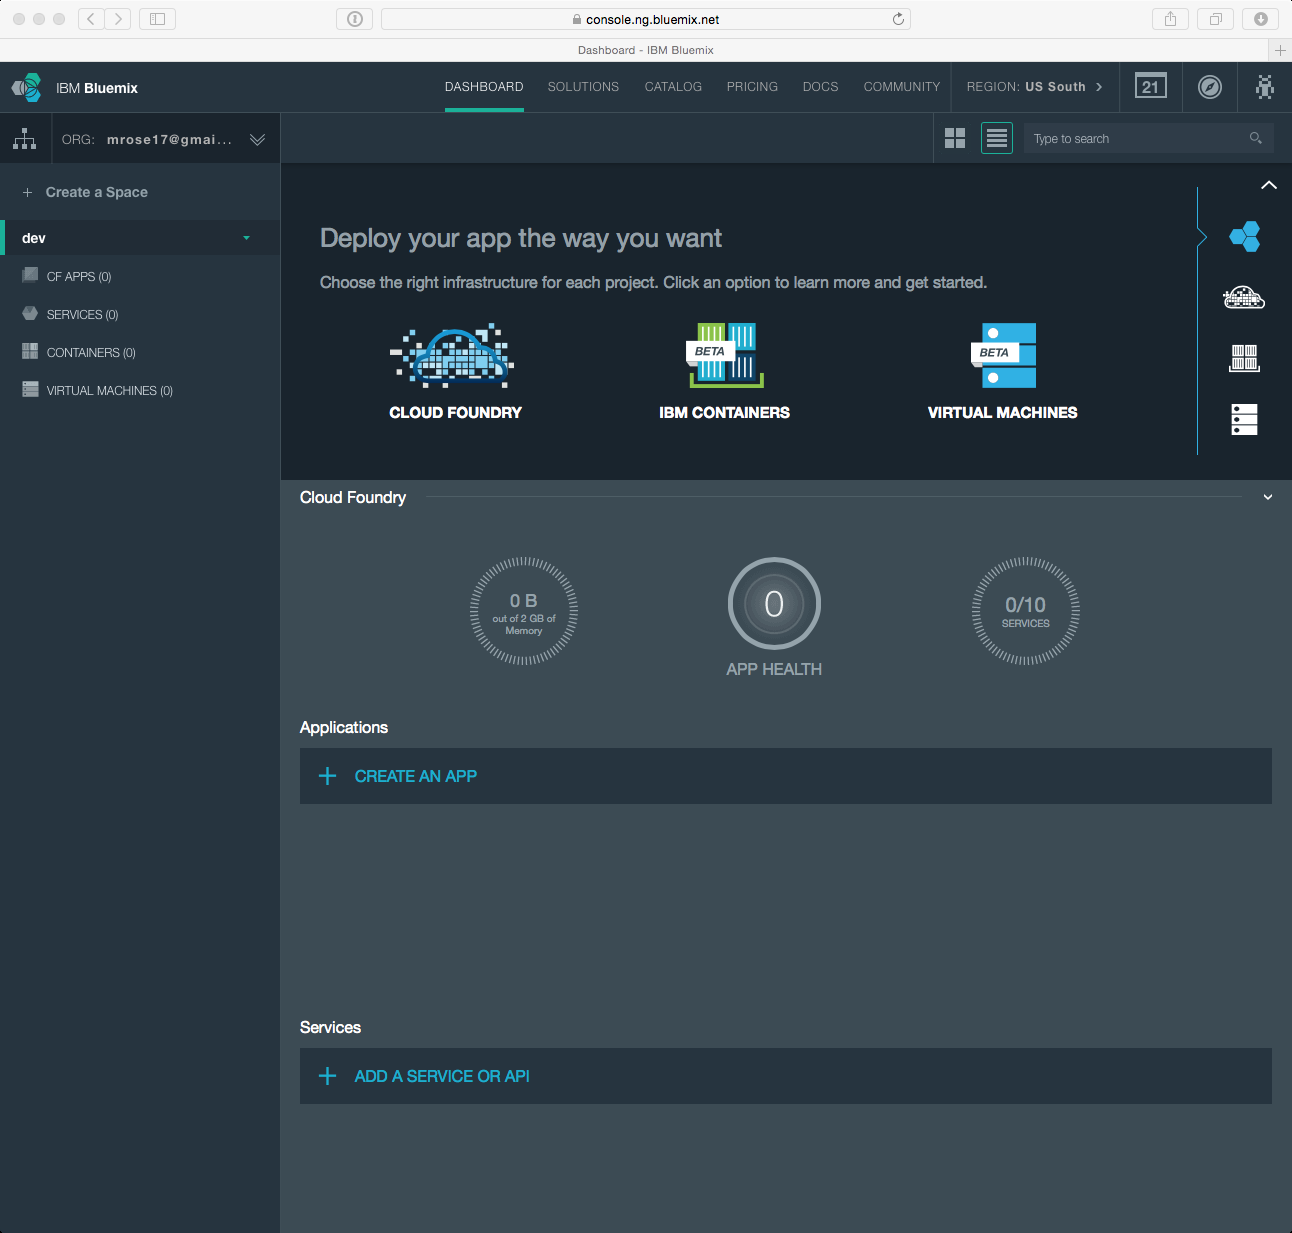 console.ng.bluemix.net
Dashboard - IBM Bluemix
IBM Bluemix
DASHBOARD SOLUTIONS CATALOG PRICING DOCS COMMUNITY REGION: US South 21
ORG: mrose17@gmai...
Type to search
+ Create a Space
dev
CF APPS (0)
SERVICES (0)
CONTAINERS (0)
VIRTUAL MACHINES (0)
Deploy your app the way you want
Choose the right infrastructure for each project. Click an option to learn more and get started.
BETA
BETA
CLOUD FOUNDRY
IBM CONTAINERS
VIRTUAL MACHINES
Cloud Foundry
0 B
out of 2 GB of
Memory
0
APP HEALTH
0/10
SERVICES
Applications
+ CREATE AN APP
Services
+ ADD A SERVICE OR API